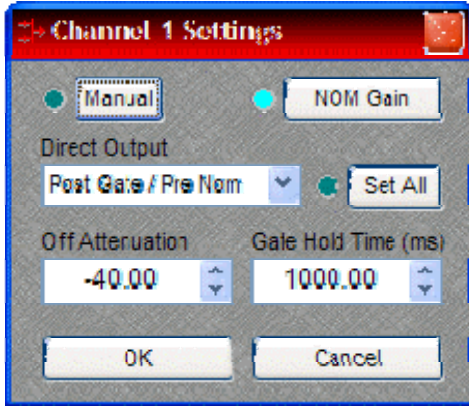 Channel 1 Settings
Manual
NOM Gain
Direct Output
Post Gate / Pre Nom
Set All
Off Attenuation
Gate Hold Time (ms)
-40.00
1000.00
OK
Cancel